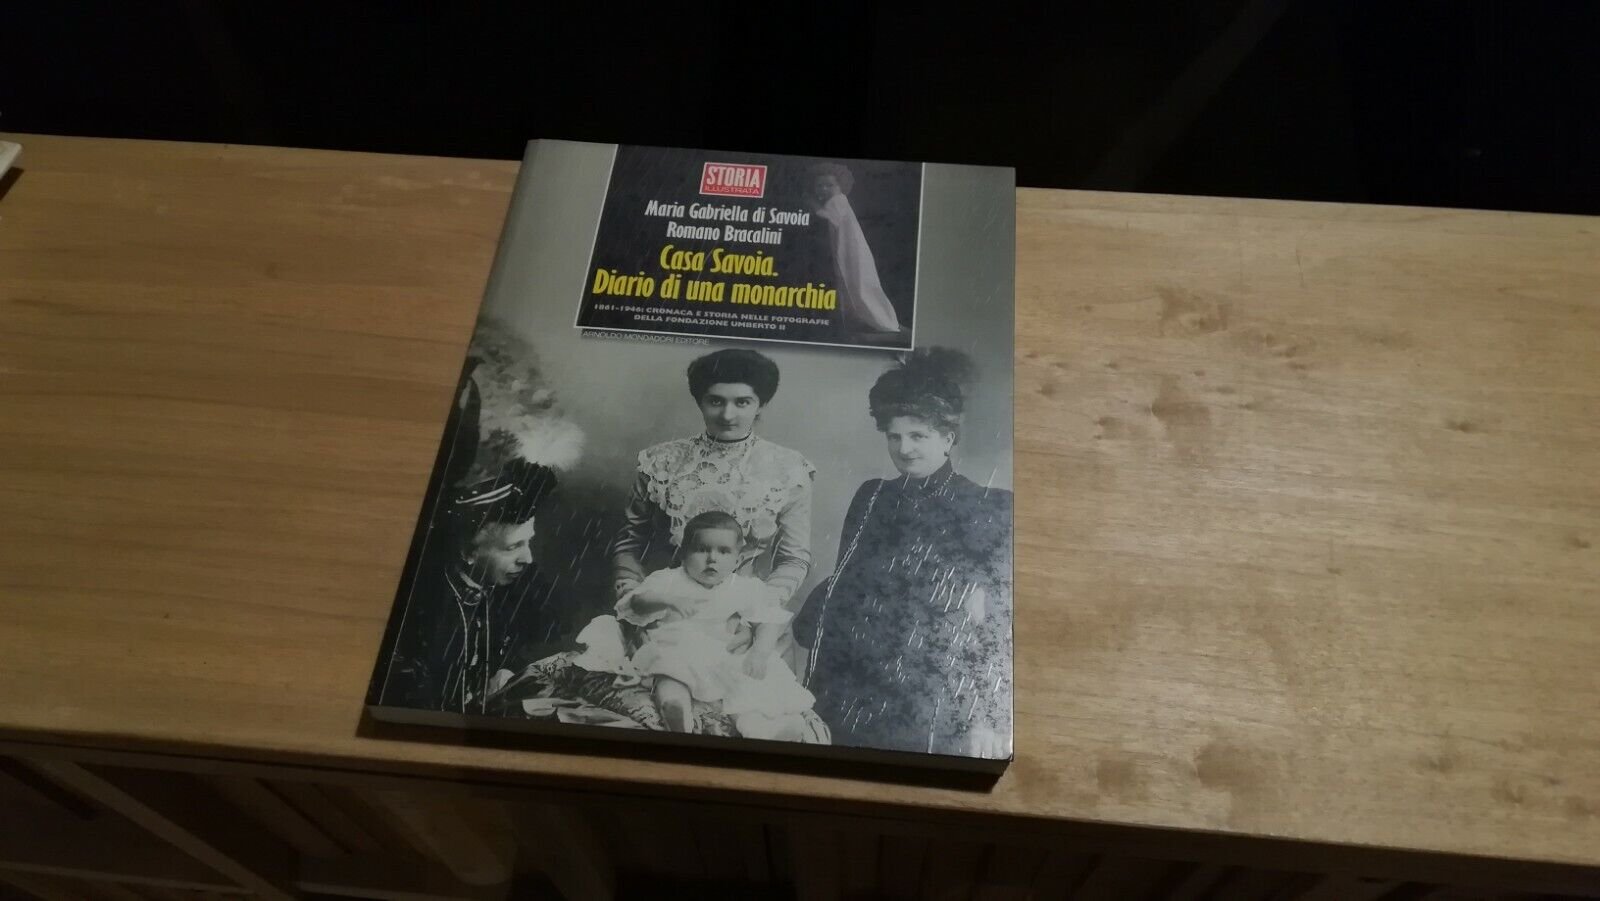 STORIA
ILLUSTRATA
Maria Gabriella di Savoia
Romano Bracalini
Casa Savoia.
Diario di una monarchia
1861-1946: CRONACA E STORIA NELLE FOTOGRAFIE
DELLA FONDAZIONE UMBERTO II
ARNOLDO MONDADORI EDITORE